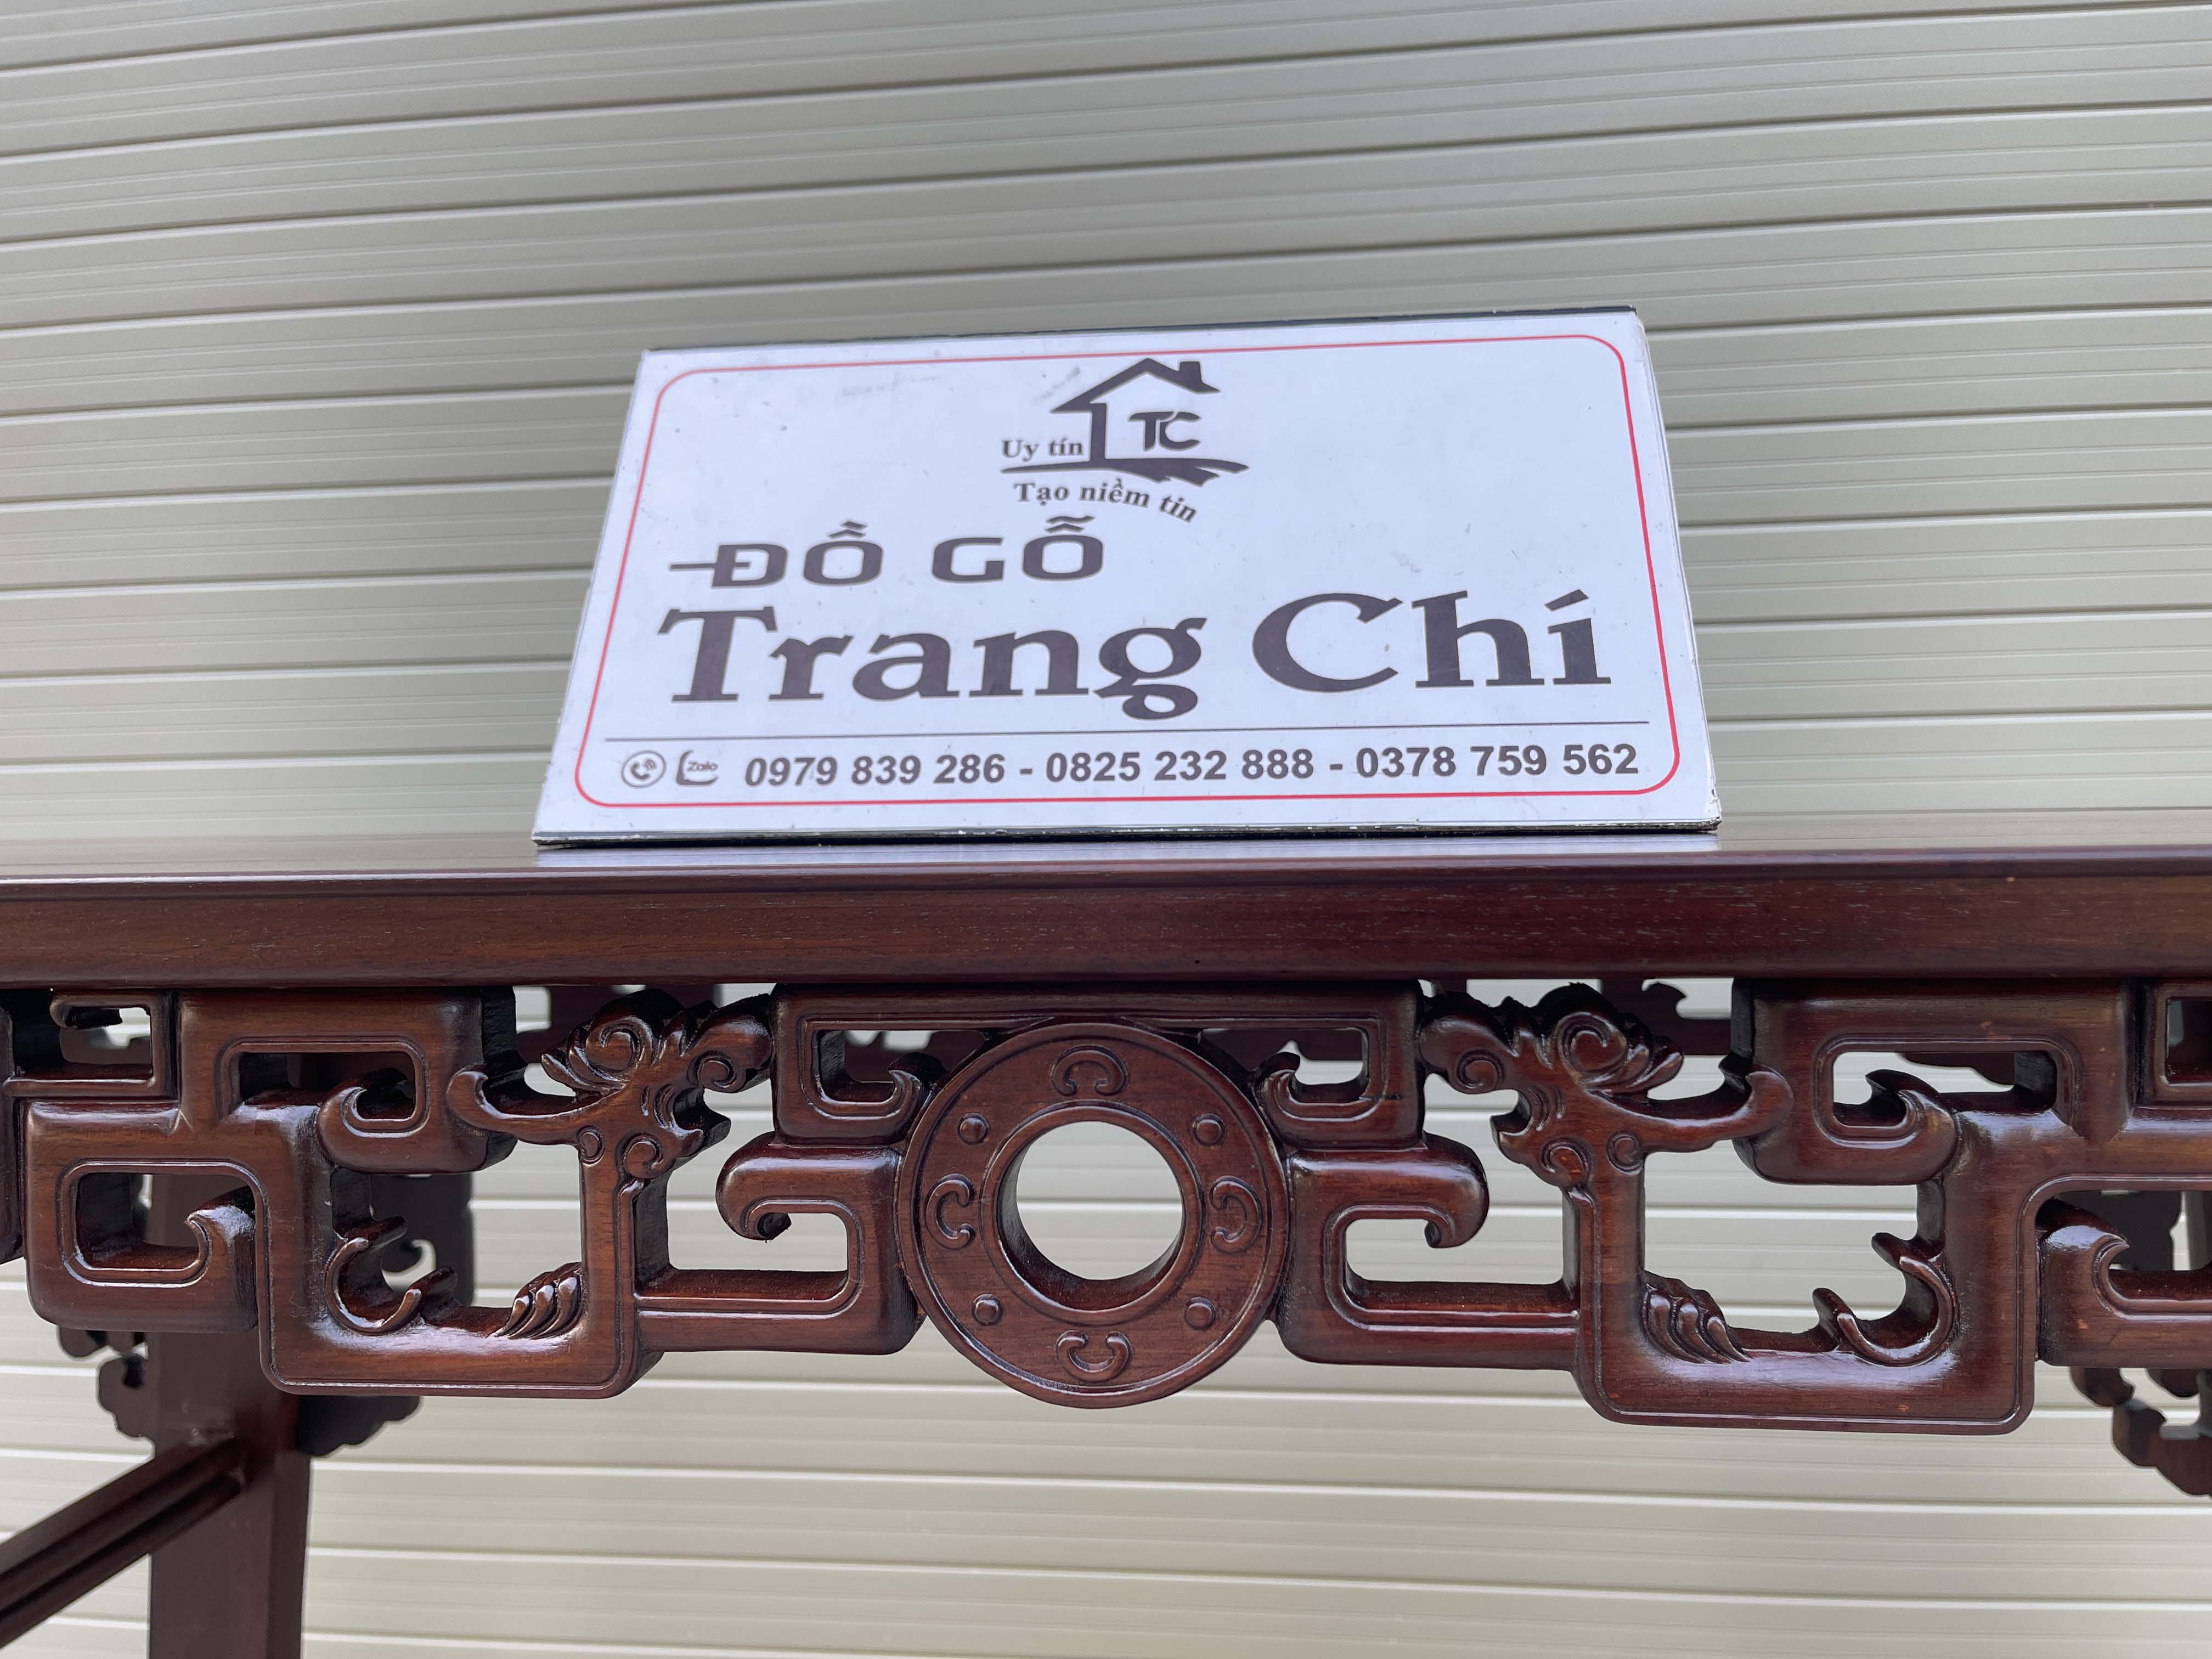 TC
Uy tín
Tạo niềm tin
ĐỒ GỖ
Trang Chí
Zalo 0979 839 286 - 0825 232 888 - 0378 759 562